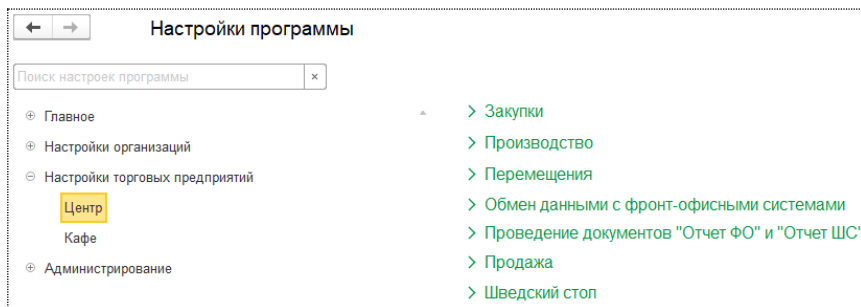 Настройки программы
Поиск настроек программы
Главное
Настройки организаций
Настройки торговых предприятий
Центр
Кафе
Администрирование
Закупки
Производство
Перемещения
Обмен данными с фронт-офисными системами
Проведение документов "Отчет ФО" и "Отчет ШС"
Продажа
Шведский стол